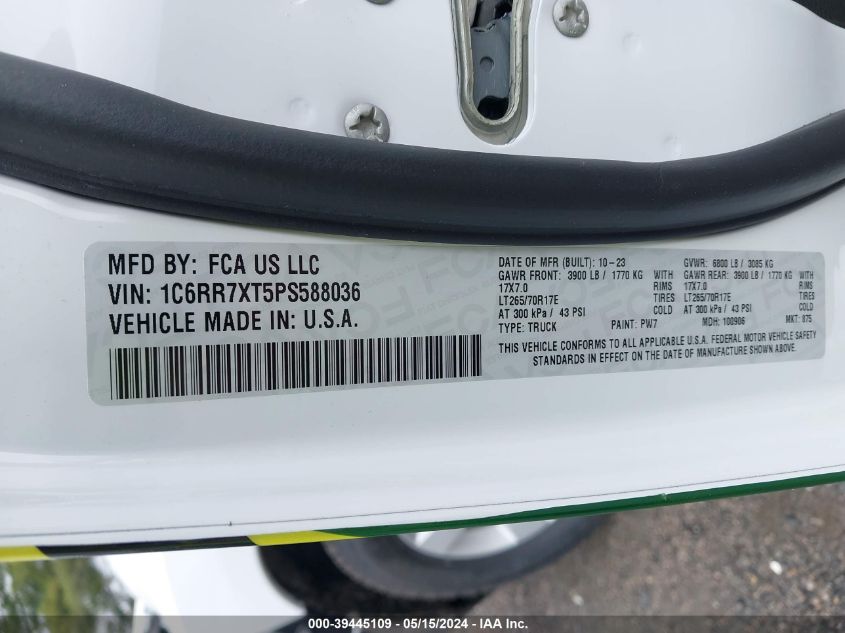 MFD BY: FCA US LLC
VIN: 1C6RR7XT5PS588036
VEHICLE MADE IN: U.S.A.
DATE OF MFR (BUILT): 10-23 GVWR: 6800 LB / 3085 KG
GAWR FRONT: 3900 LB / 1770 KG WITH GAWR REAR: 3900 LB / 1770 KG WITH
17X7.0 RIMS 17X7.0 RIMS
LT265/70R17E TIRES LT265/70R17E TIRES
AT 300 kPa / 43 PSI COLD AT 300 kPa / 43 PSI COLD
TYPE: TRUCK PAINT: PW7 MDH: 100906 MKT: 875
THIS VEHICLE CONFORMS TO ALL APPLICABLE U.S.A. FEDERAL MOTOR VEHICLE SAFETY
STANDARDS IN EFFECT ON THE DATE OF MANUFACTURE SHOWN ABOVE.
000-39445109 - 05/15/2024 - IAA Inc.